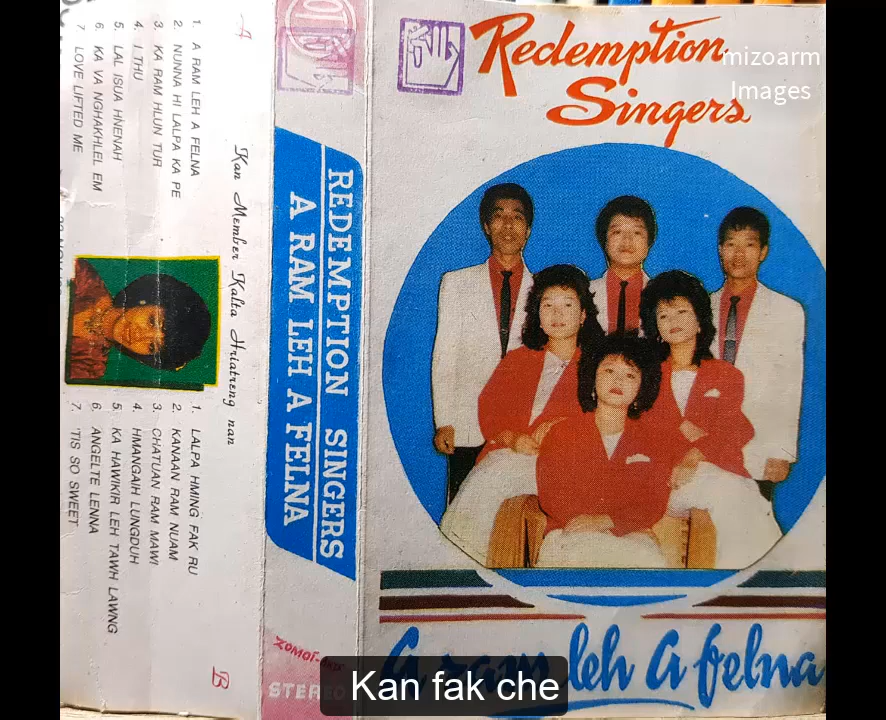 A
1. A RAM LEH A FELNA
2. NUNNA HI LALPA KA PE
3. KA RAM HLUN TUR
4. I THU
5. LAL ISUA HNENAH
6. KA VA NGHAKHLEL EM
7 LOVE LIFTED ME
Kan Member Kalta Hriatreng nan
1. LALPA HMING FAK RU
2. KANAAN RAM NUAM
3. CHATUAN RAM MAWI
4. HMANGAIH LUNGDUH
5. KA HAWIKIR LEH TAWH LAWNG
6. ANGELTE LENNA
7. 'TIS SO SWEET
B
REDEMPTION SINGERS
A RAM LEH A FELNA
STEREO
Redemption
Singers
mizoarm
Images
A ram leh A felna
Kan fak che